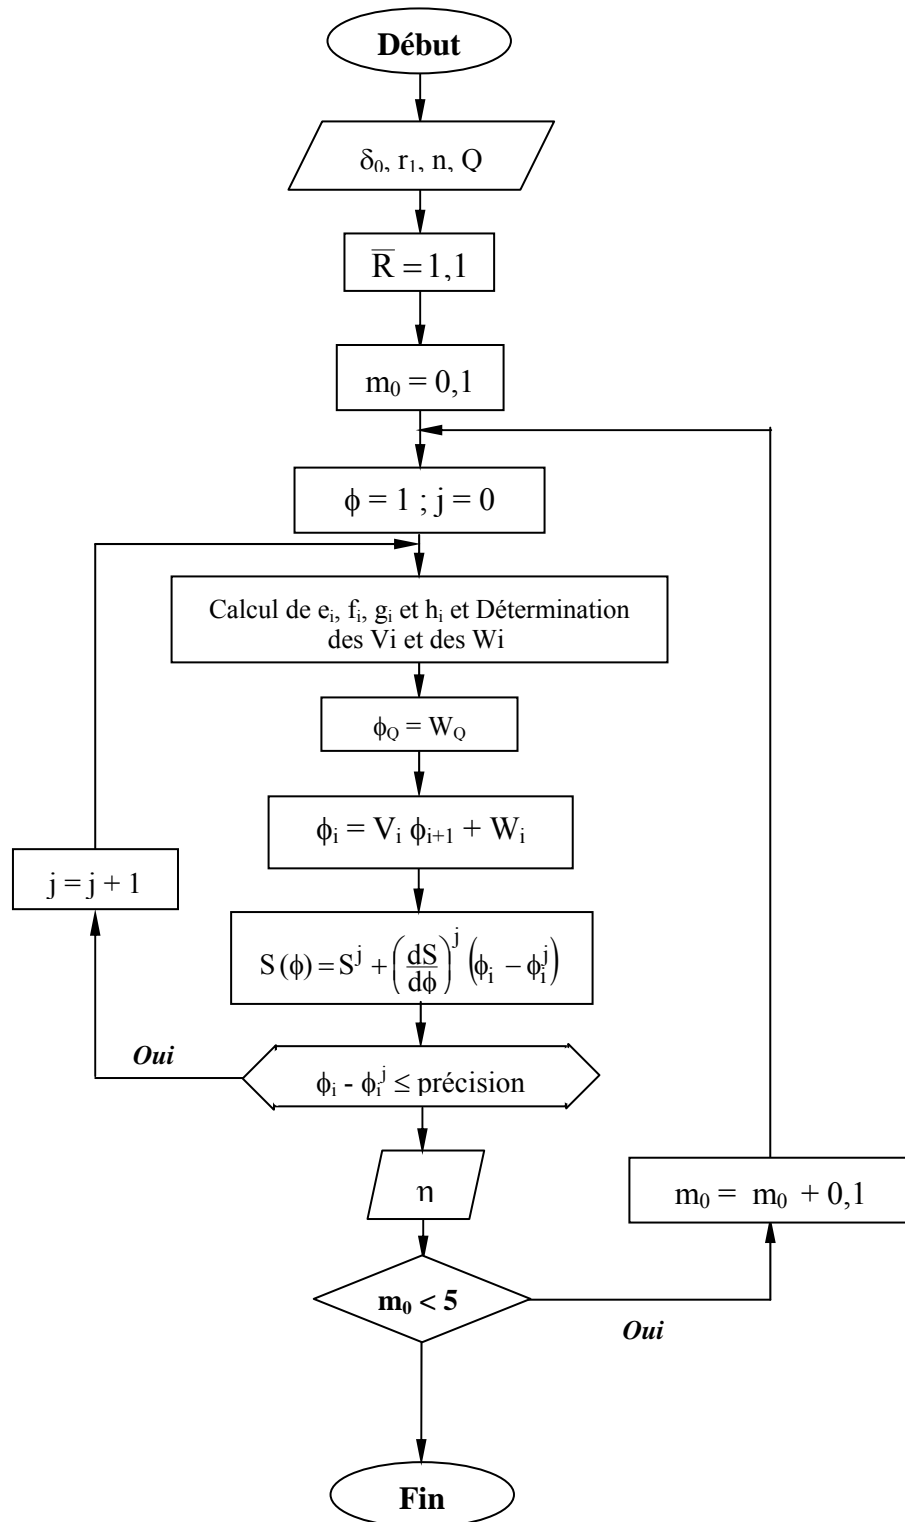 Début
δ₀, r₁, n, Q
R̅ = 1,1
m₀ = 0,1
ϕ = 1 ; j = 0
Calcul de eᵢ, fᵢ, gᵢ et hᵢ et Détermination
des Vi et des Wi
ϕ_Q = W_Q
ϕᵢ = Vᵢ ϕᵢ₊₁ + Wᵢ
j = j + 1
S (ϕ) = Sʲ + (dS/dϕ)ʲ (ϕᵢ − ϕᵢʲ)
Oui
ϕᵢ - ϕᵢʲ ≤ précision
η
m₀ = m₀ + 0,1
m₀ < 5
Oui
Fin